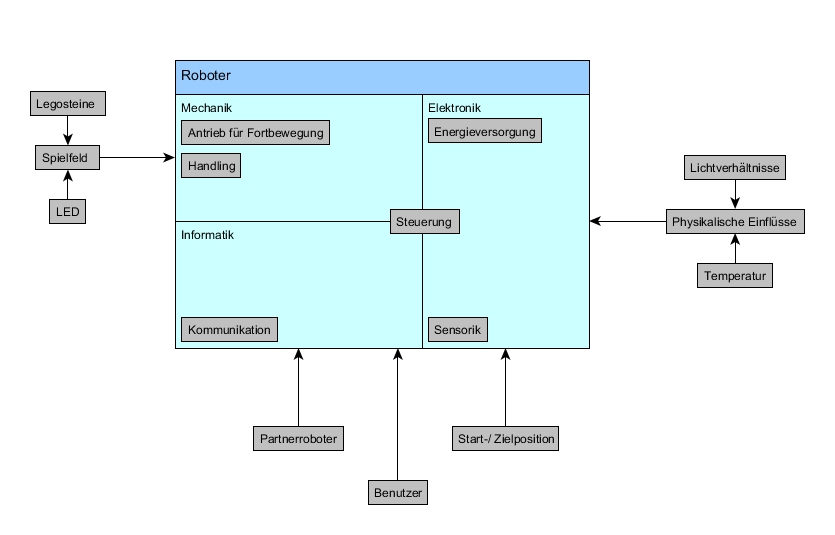 Roboter
Mechanik
Elektronik
Legosteine
Antrieb für Fortbewegung
Energieversorgung
Spielfeld
Handling
Lichtverhältnisse
LED
Steuerung
Physikalische Einflüsse
Informatik
Temperatur
Kommunikation
Sensorik
Partnerroboter
Start-/ Zielposition
Benutzer